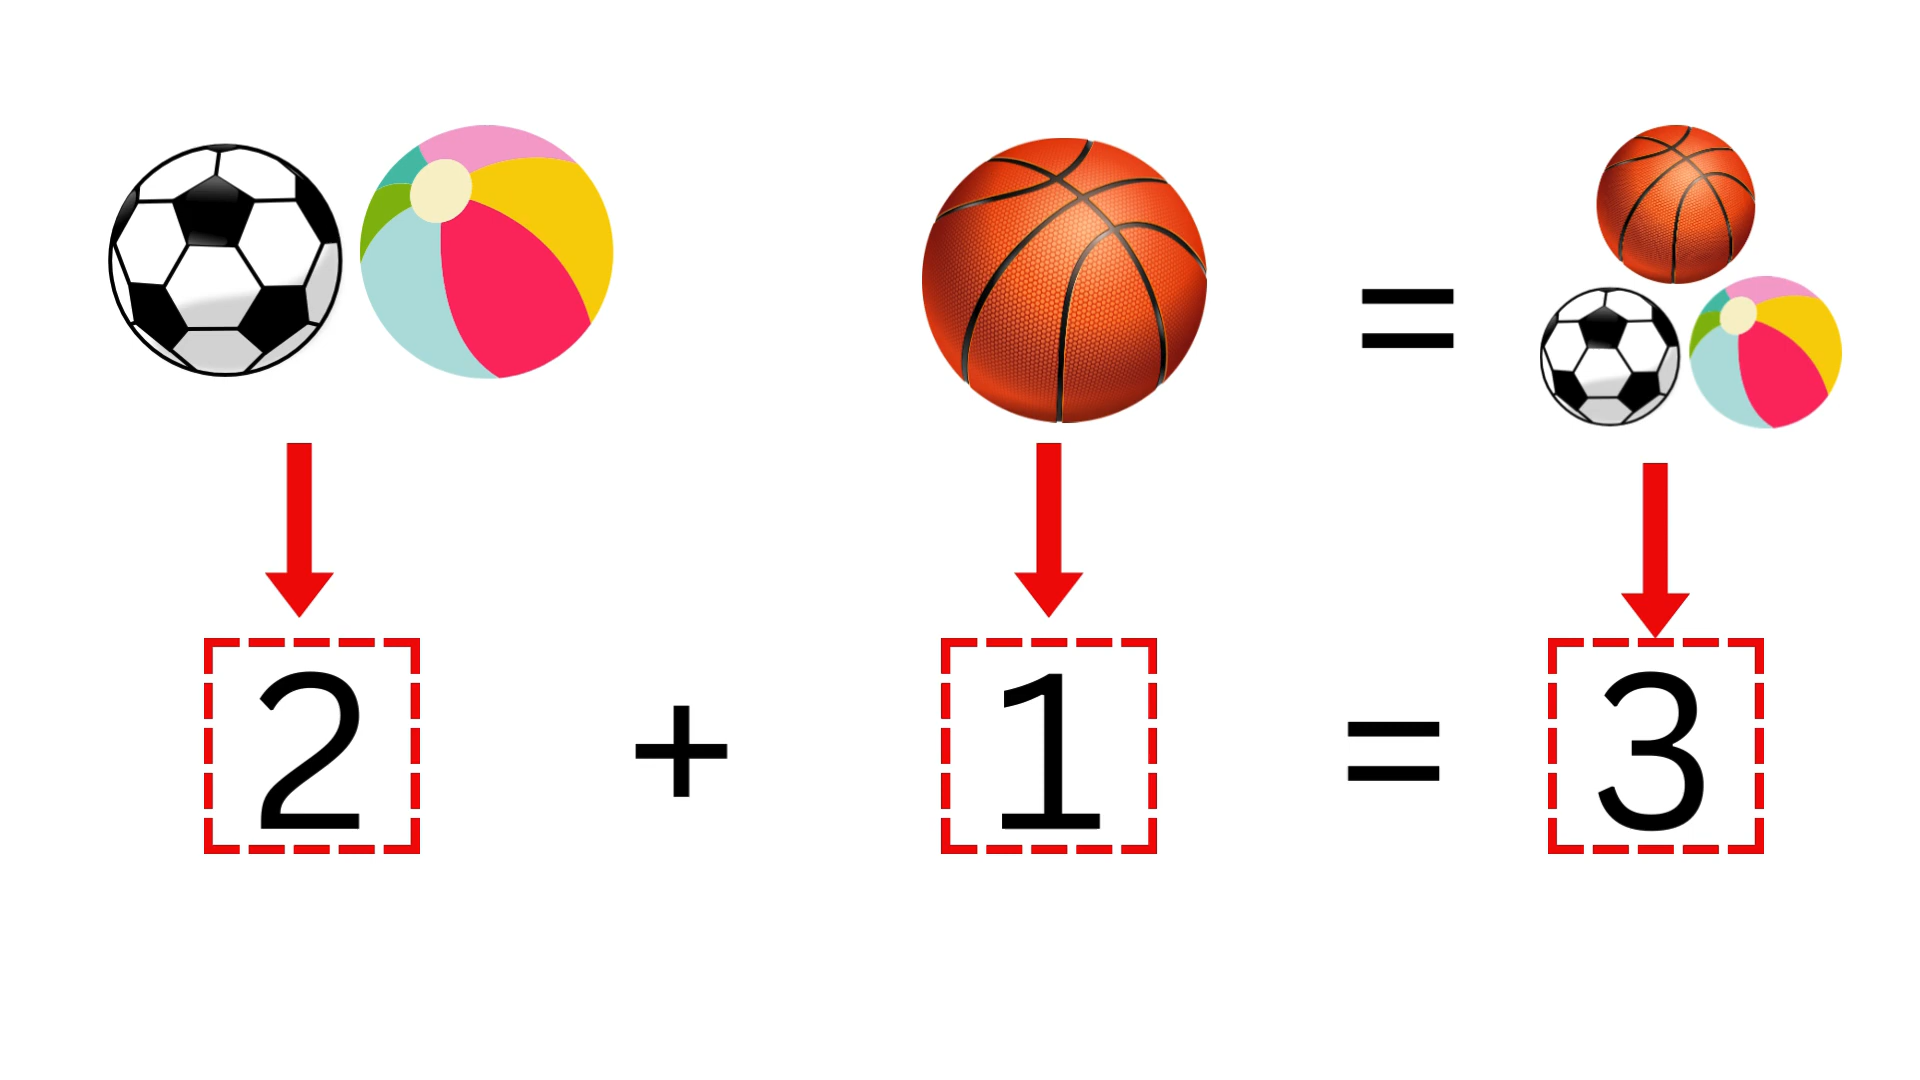 =
2 + 1 = 3